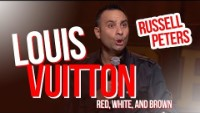 LOUIS
VUITTON
RUSSELL
PETERS
RED, WHITE, AND BROWN